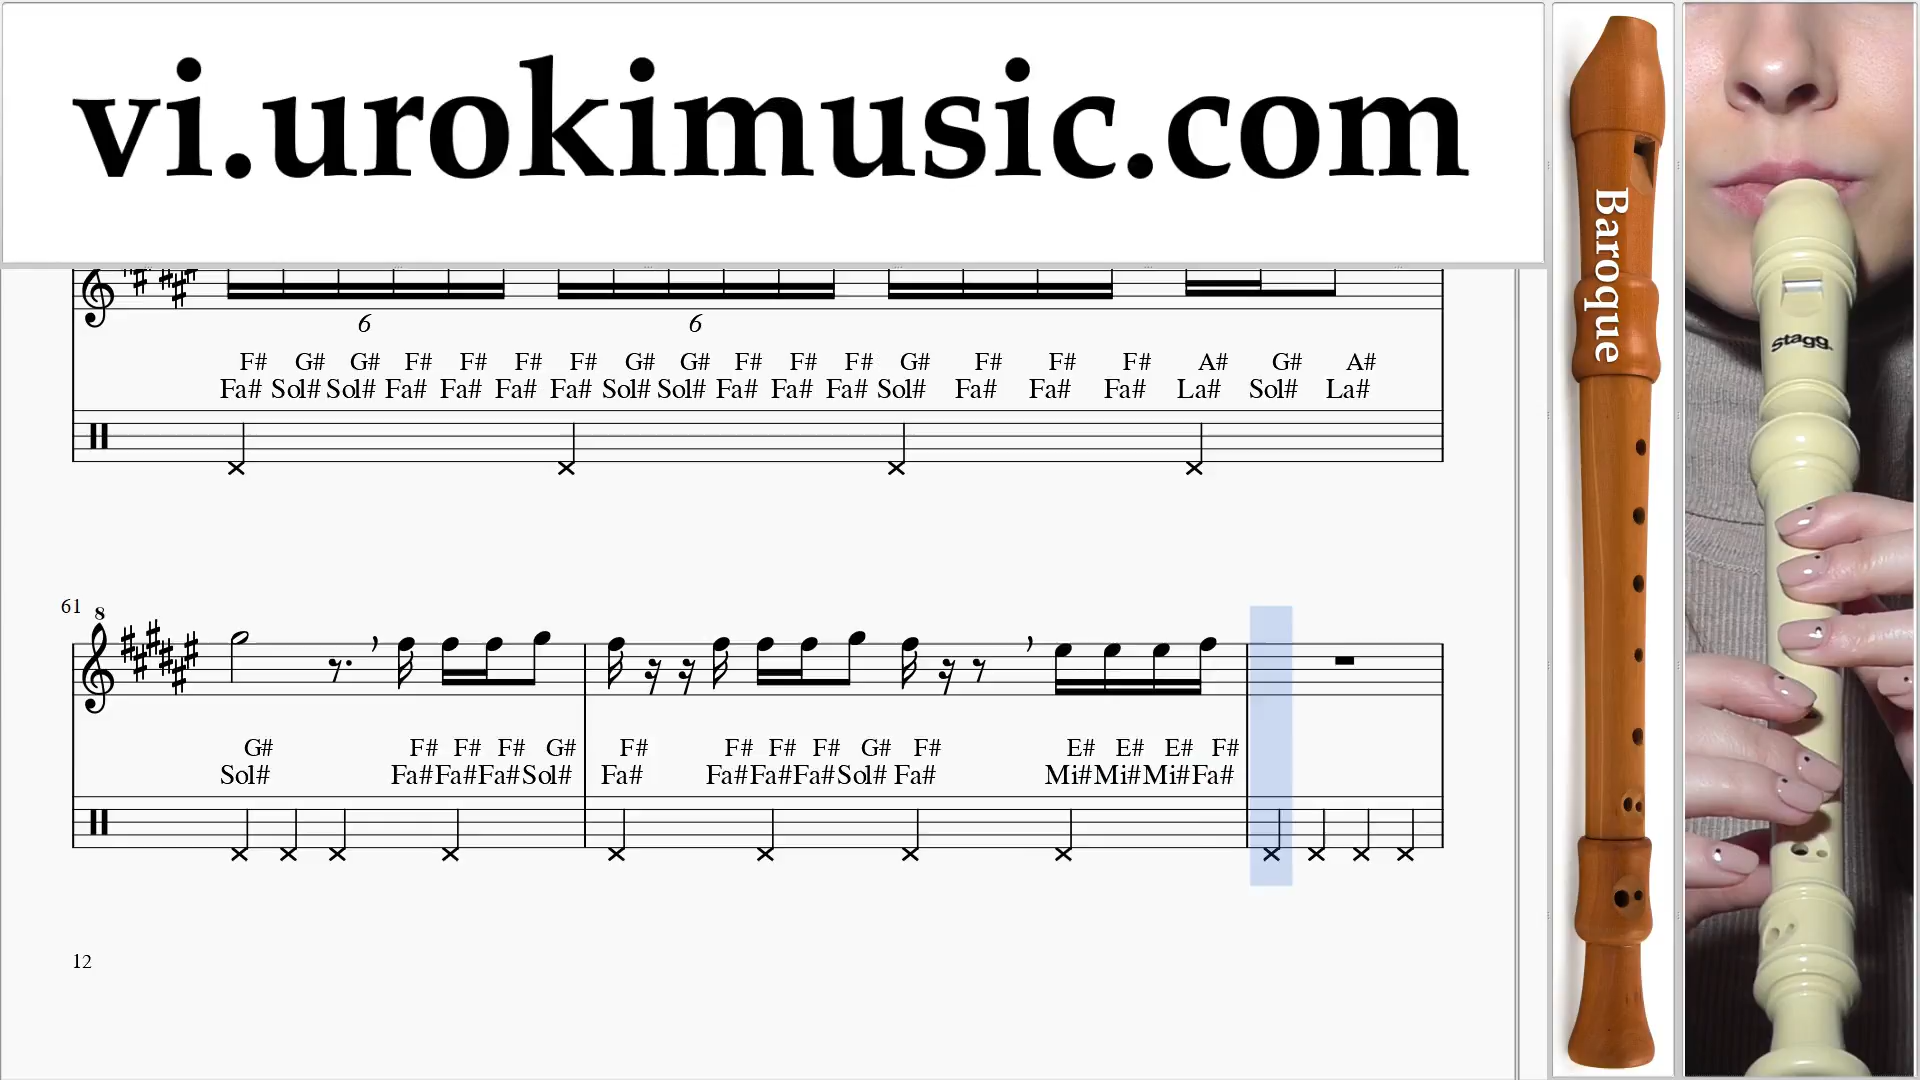 vi.urokimusic.com
Baroque
Stagg
6 6
F# G# G# F# F# F# F# G# G# F# F# F# G# F# F# F# A# G# A#
Fa# Sol# Sol# Fa# Fa# Fa# Fa# Sol# Sol# Fa# Fa# Fa# Sol# Fa# Fa# Fa# La# Sol# La#
61 8
G# F# F# F# G# F# F# F# F# G# F# E# E# E# F#
Sol# Fa# Fa# Fa# Sol# Fa# Fa# Fa# Fa# Sol# Fa# Mi# Mi# Mi# Fa#
12